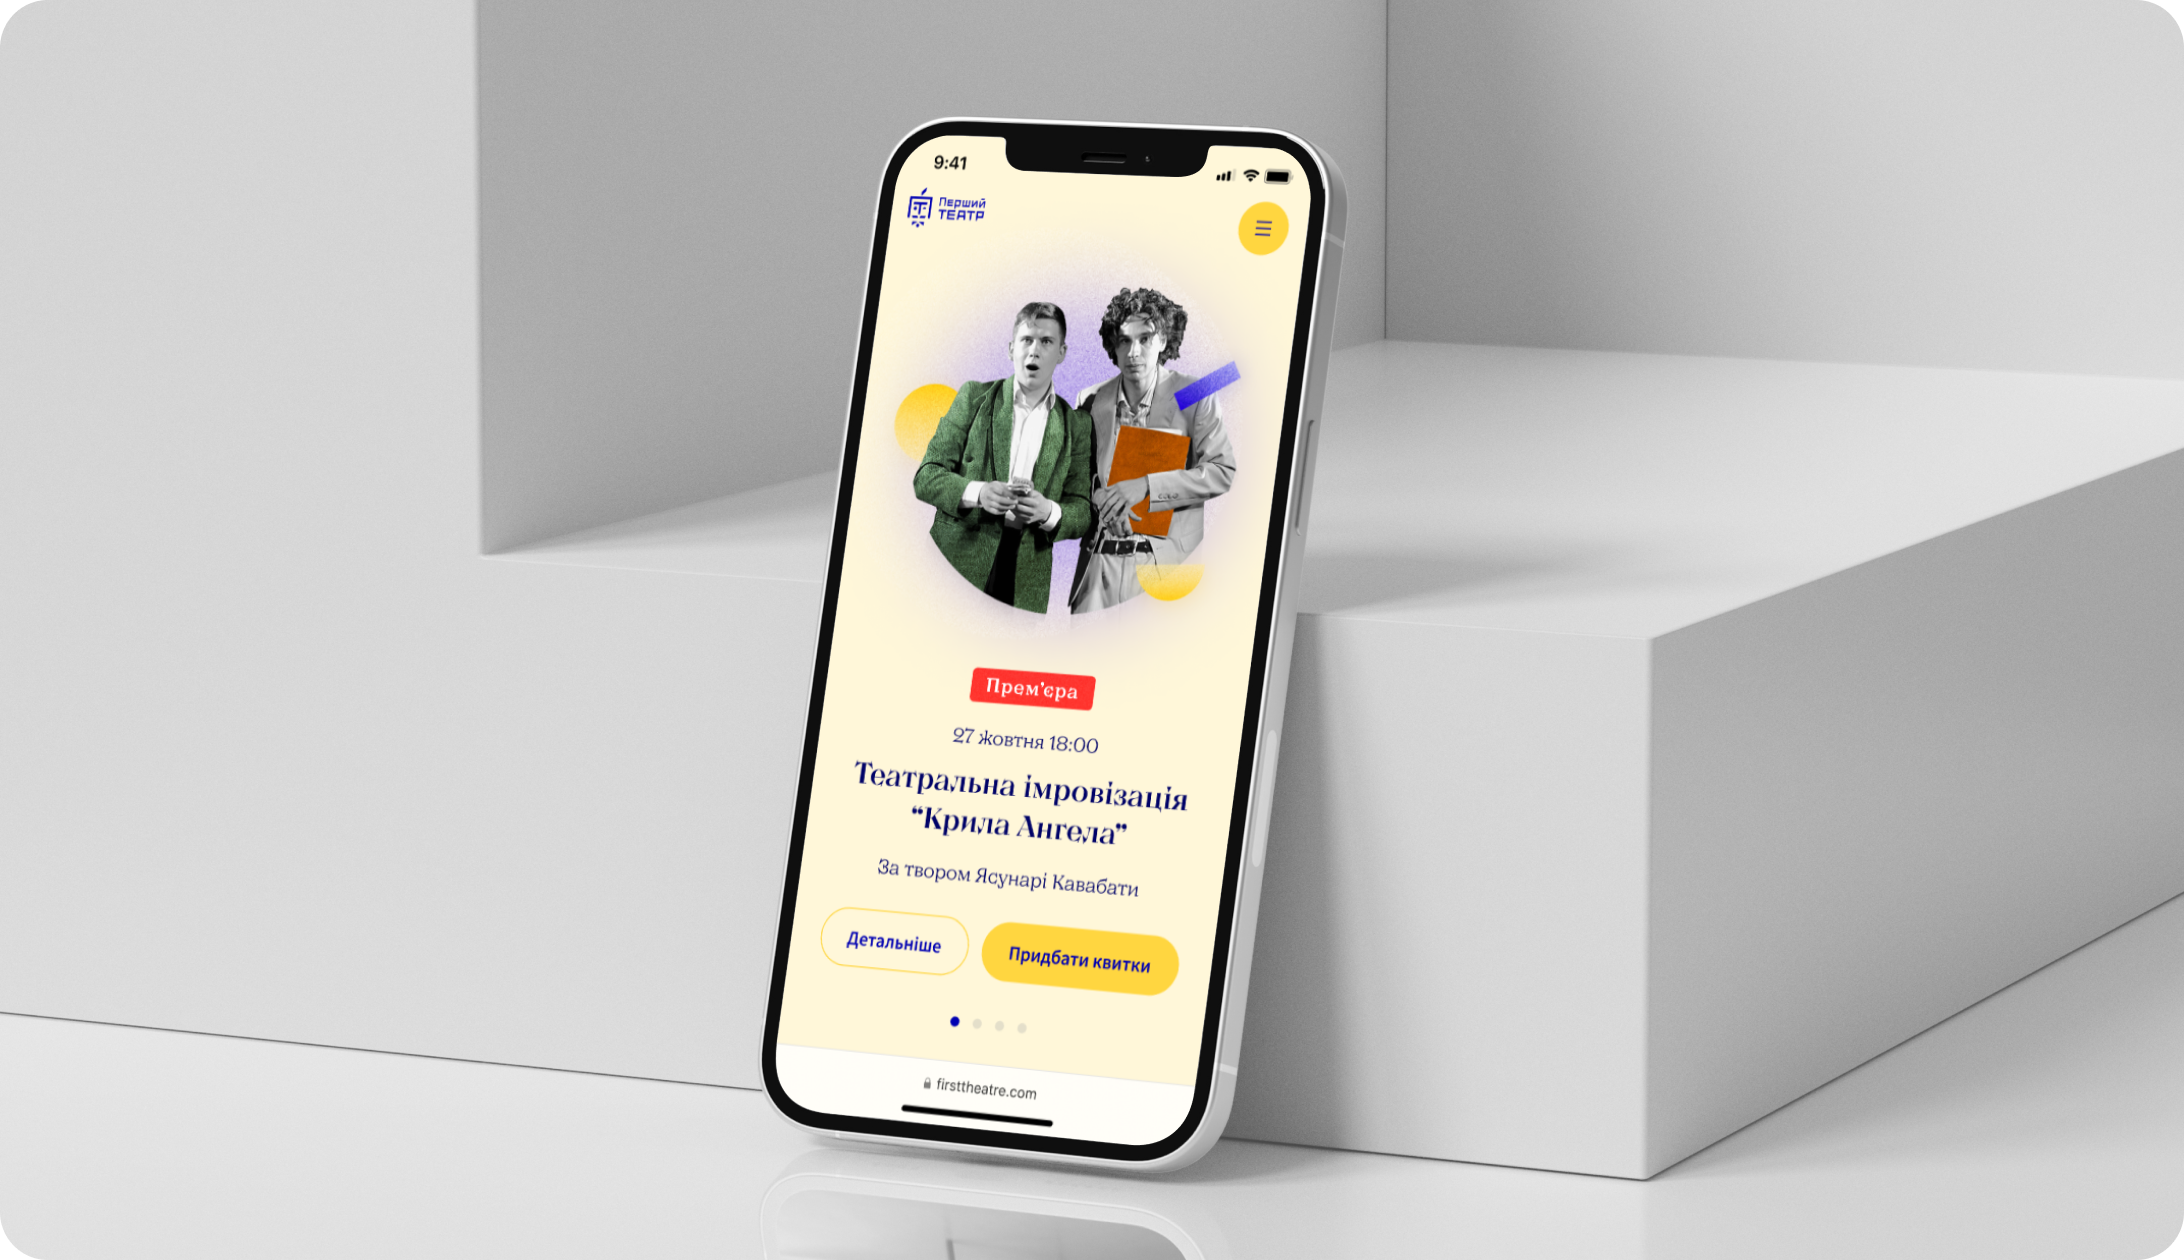 9:41
Перший
ТЕАТР
Прем’єра
27 жовтня 18:00
Театральна імровізація
“Крила Ангела”
За твором Ясунарі Кавабати
Детальніше
Придбати квитки
firsttheatre.com